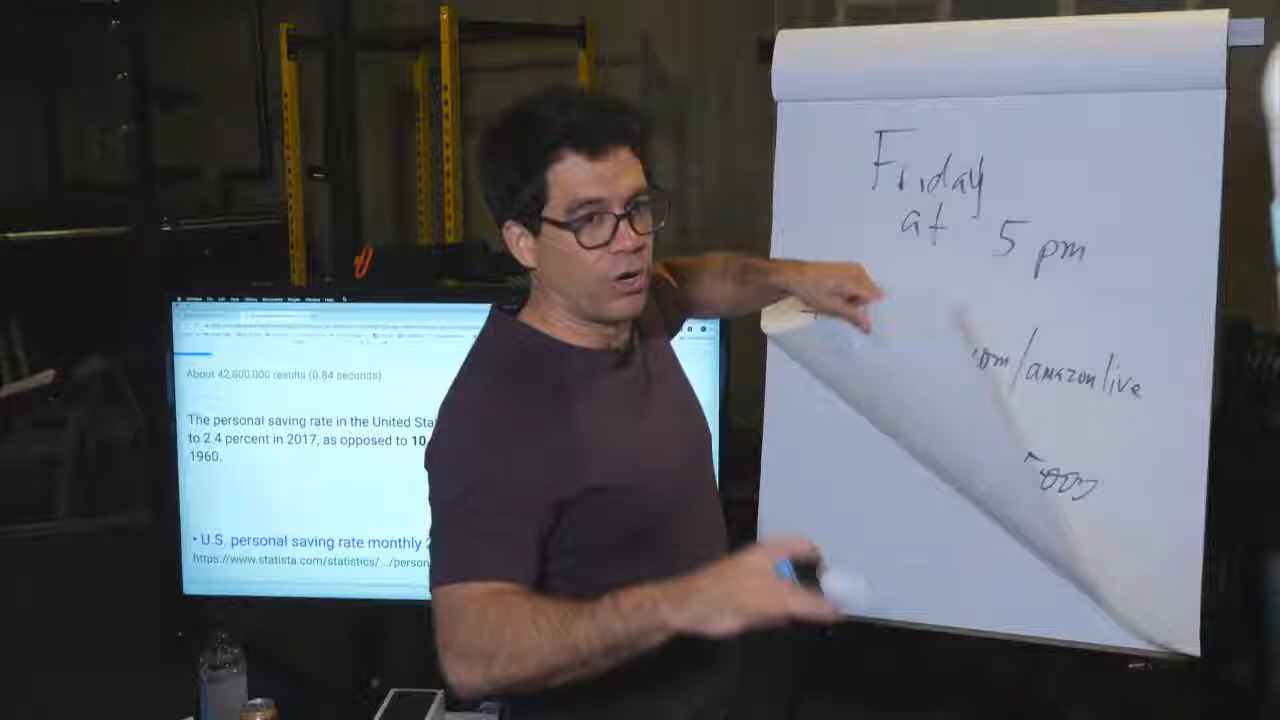 Friday
at 5 pm
com/amazonlive
About 42,800,000 results (0.84 seconds)
The personal saving rate in the United Sta
to 2.4 percent in 2017, as opposed to 10
1960.
• U.S. personal saving rate monthly 2
https://www.statista.com/statistics/.../person